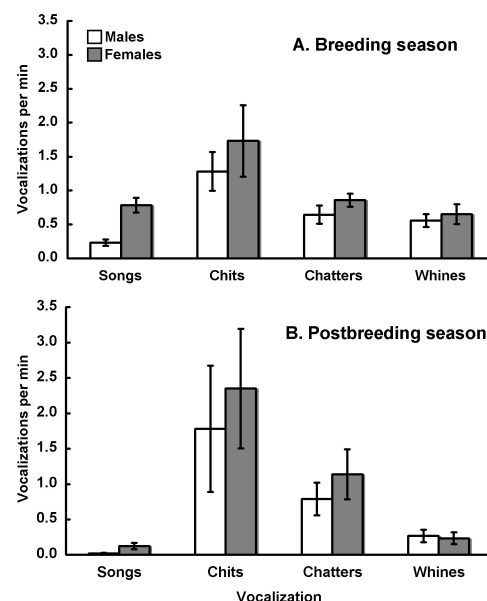 3.5
3.0
2.5
2.0
1.5
1.0
0.5
0.0
Vocalizations per min
Males
Females
A. Breeding season
Songs Chits Chatters Whines
3.5
3.0
2.5
2.0
1.5
1.0
0.5
0.0
Vocalizations per min
B. Postbreeding season
Songs Chits Chatters Whines
Vocalization